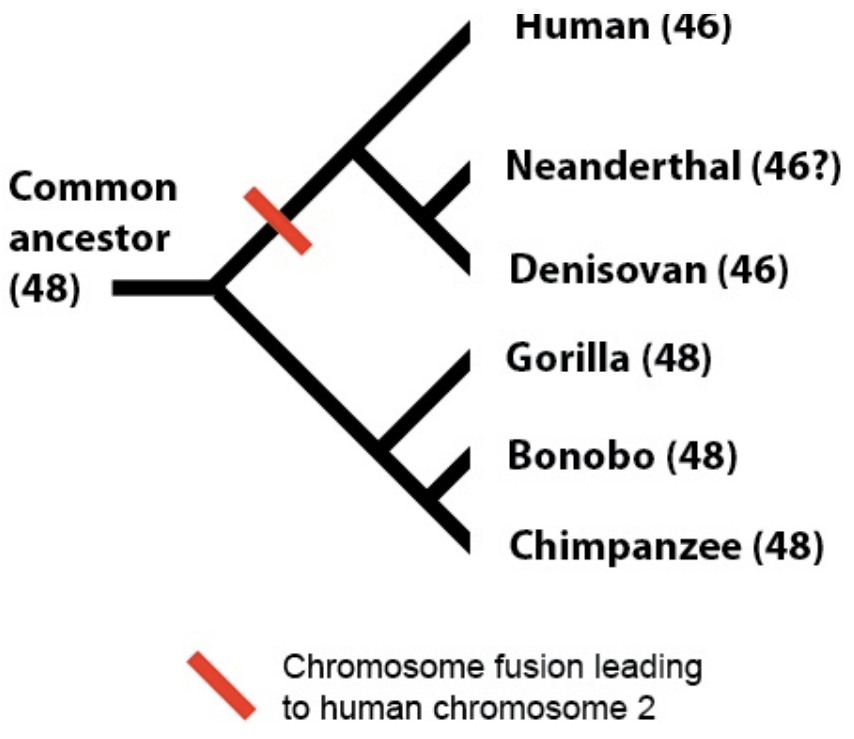 Human (46)
Neanderthal (46?)
Common
ancestor
(48)
Denisovan (46)
Gorilla (48)
Bonobo (48)
Chimpanzee (48)
Chromosome fusion leading
to human chromosome 2